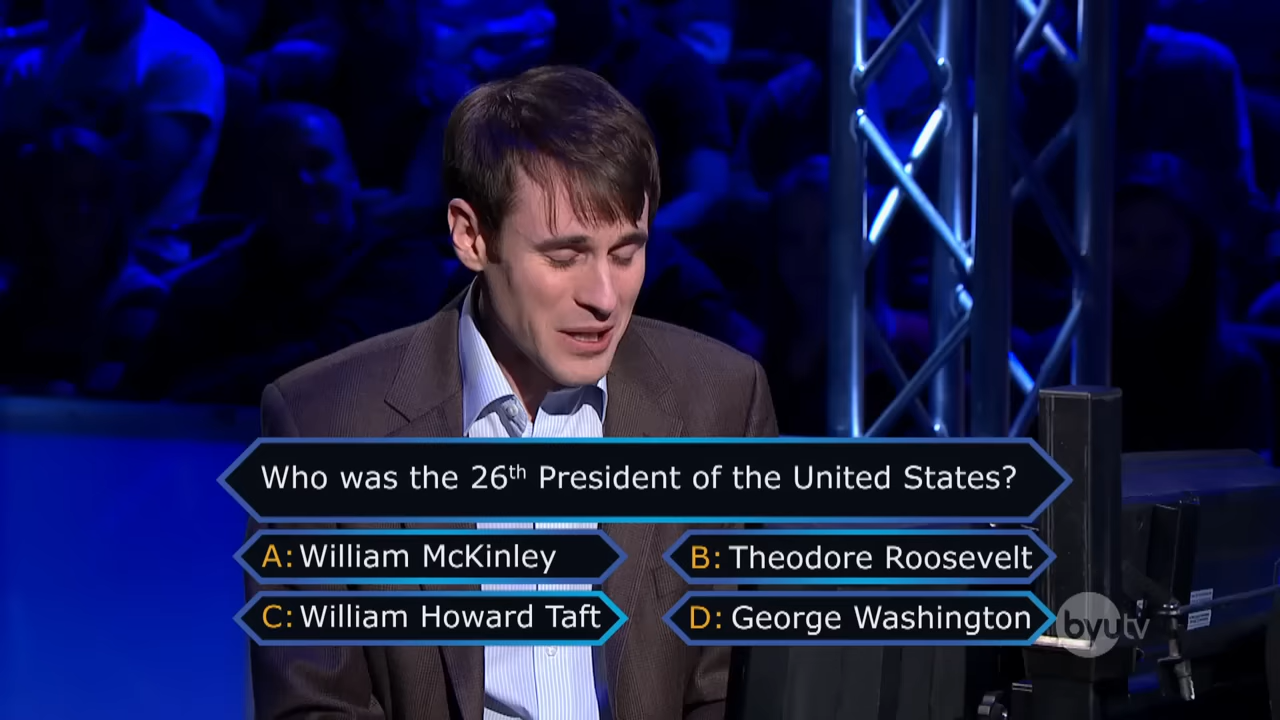 Who was the 26th President of the United States?
A: William McKinley
B: Theodore Roosevelt
C: William Howard Taft
D: George Washington
byutv